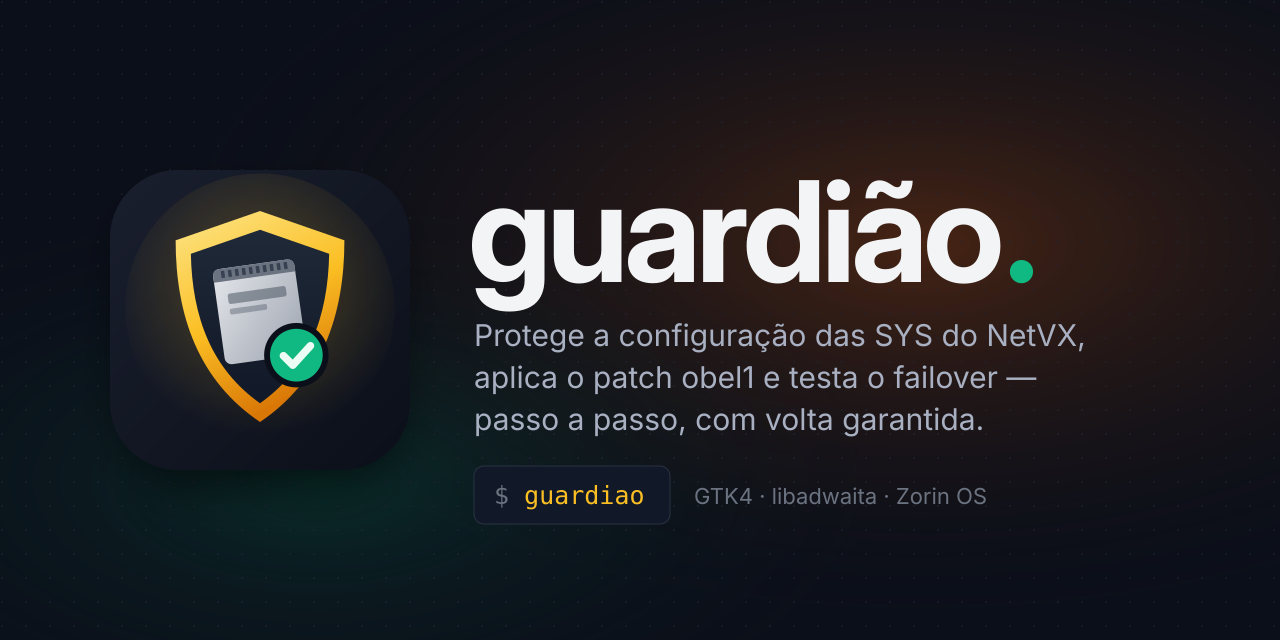 guardião.
Protege a configuração das SYS do NetVX,
aplica o patch obel1 e testa o failover —
passo a passo, com volta garantida.
$ guardiao
GTK4 · libadwaita · Zorin OS